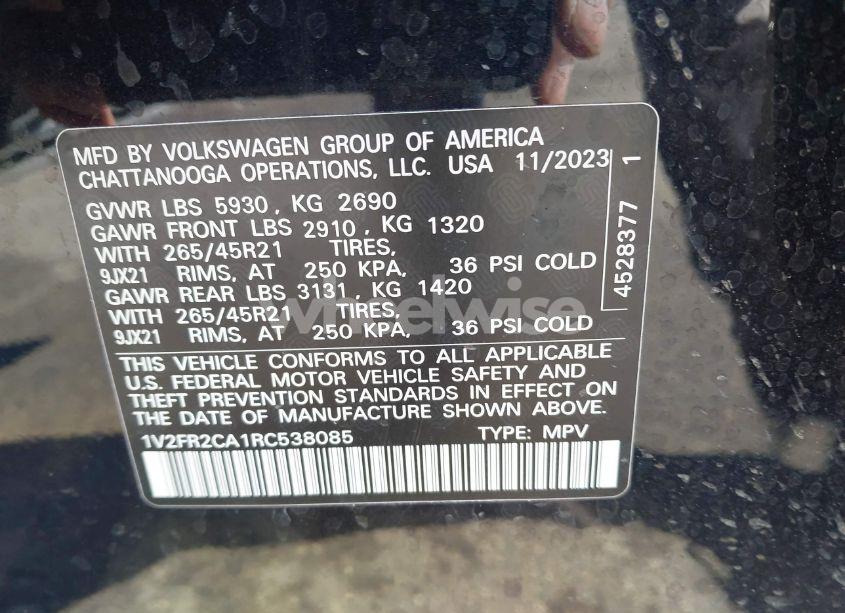 MFD BY VOLKSWAGEN GROUP OF AMERICA
CHATTANOOGA OPERATIONS, LLC. USA 11/2023
GVWR LBS 5930, KG 2690
GAWR FRONT LBS 2910, KG 1320
WITH 265/45R21 TIRES,
9JX21 RIMS, AT 250 KPA, 36 PSI COLD
GAWR REAR LBS 3131, KG 1420
WITH 265/45R21 TIRES,
9JX21 RIMS, AT 250 KPA, 36 PSI COLD
THIS VEHICLE CONFORMS TO ALL APPLICABLE
U.S. FEDERAL MOTOR VEHICLE SAFETY AND
THEFT PREVENTION STANDARDS IN EFFECT ON
THE DATE OF MANUFACTURE SHOWN ABOVE.
1V2FR2CA1RC538085 TYPE: MPV
4528377 1
wheelwise